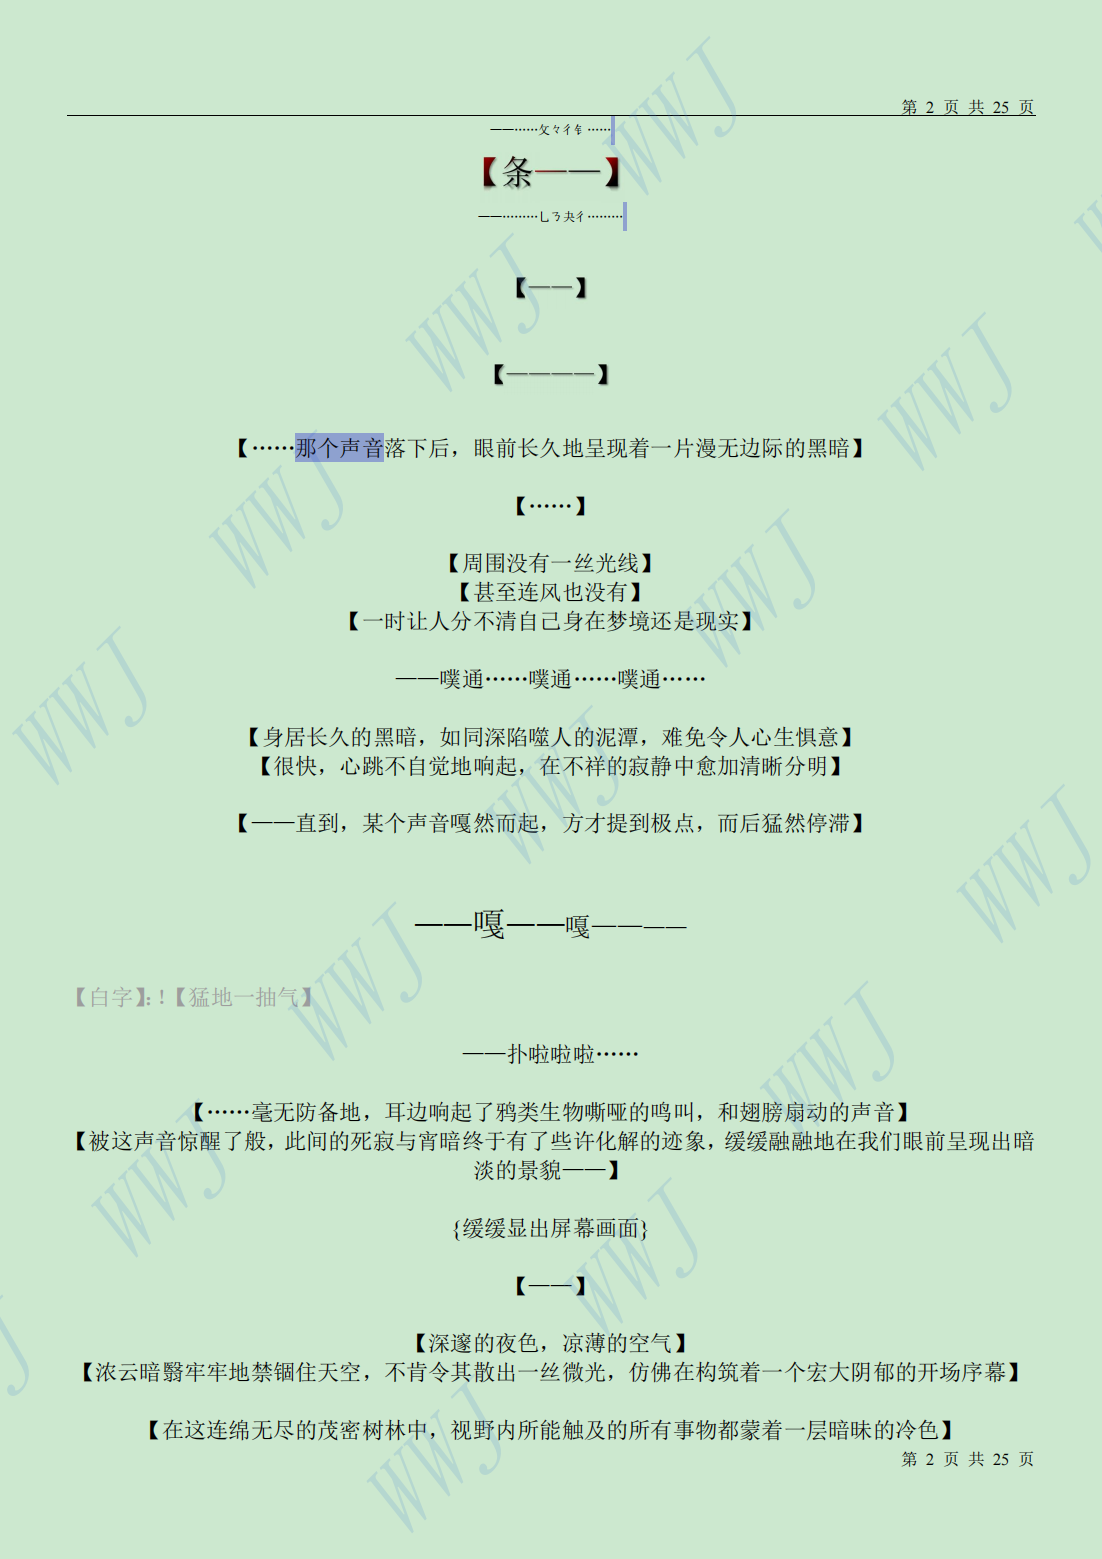 第 2 页 共 25 页
【条———】
【——】
【————】
【……那个声音落下后，眼前长久地呈现着一片漫无边际的黑暗】
【……】
【周围没有一丝光线】
【甚至连风也没有】
【一时让人分不清自己身在梦境还是现实】
——噗通……噗通……噗通……
【身居长久的黑暗，如同深陷噬人的泥潭，难免令人心生惧意】
【很快，心跳不自觉地响起，在不祥的寂静中愈加清晰分明】
【——直到，某个声音嘎然而起，方才提到极点，而后猛然停滞】
——嘎——嘎————
【白字】：！【猛地一抽气】
——扑啦啦啦……
【……毫无防备地，耳边响起了鸦类生物嘶哑的鸣叫，和翅膀扇动的声音】
【被这声音惊醒了般，此间的死寂与宵暗终于有了些许化解的迹象，缓缓融融地在我们眼前呈现出暗
淡的景貌——】
{缓缓显出屏幕画面}
【——】
【深邃的夜色，凉薄的空气】
【浓云暗翳牢牢地禁锢住天空，不肯令其散出一丝微光，仿佛在构筑着一个宏大阴郁的开场序幕】
【在这连绵无尽的茂密树林中，视野内所能触及的所有事物都蒙着一层暗昧的冷色】
第 2 页 共 25 页
WWJ
WWJ
WWJ
WWJ
WWJ
WWJ
WWJ
WWJ
WWJ
WWJ
WWJ
WWJ
WWJ